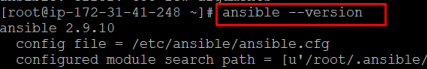 [root@ip-172-31-41-248 ~]# ansible --version
ansible 2.9.10
config file = /etc/ansible/ansible.cfg
configured module search path = [u'/root/.ansible/